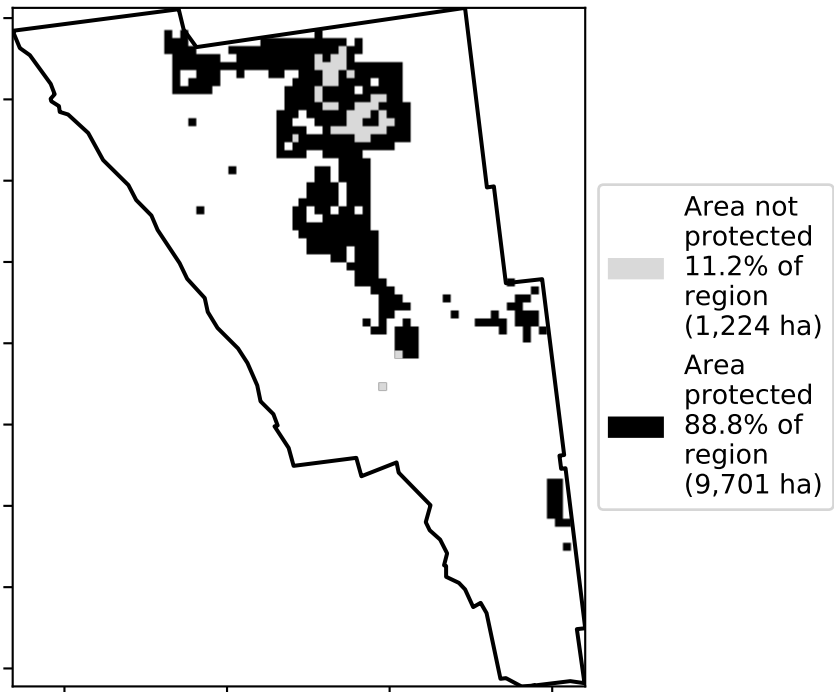 Area not
protected
11.2% of
region
(1,224 ha)
Area
protected
88.8% of
region
(9,701 ha)